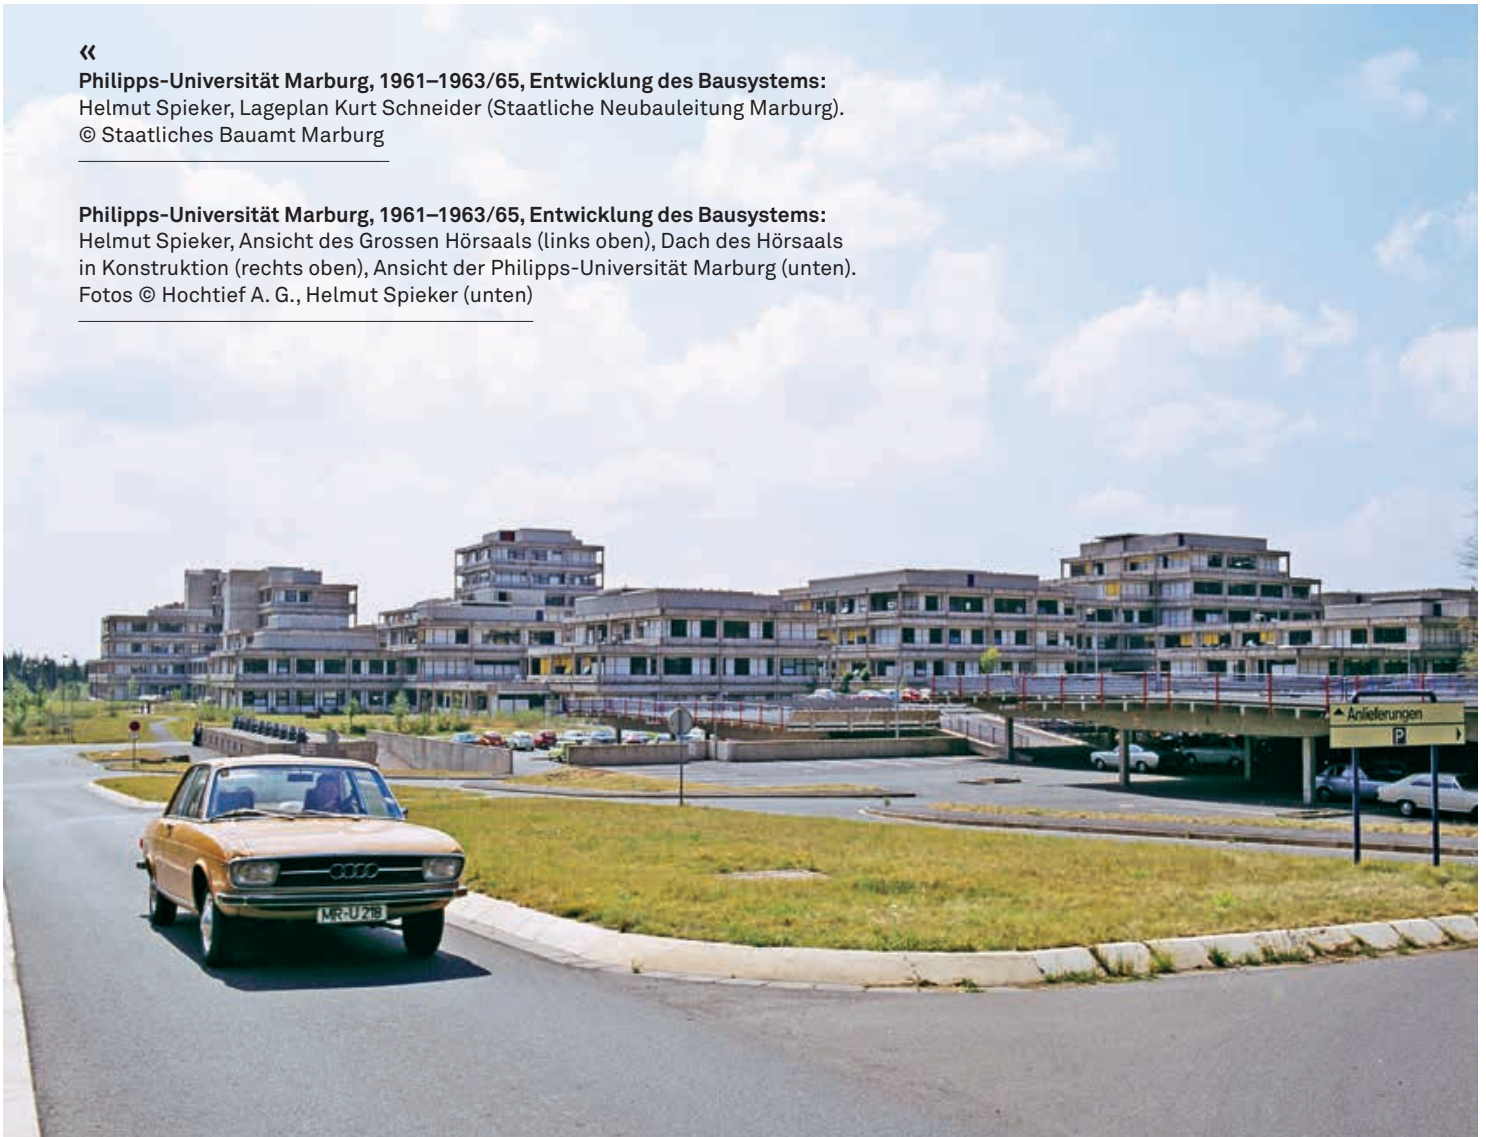 «
Philipps-Universität Marburg, 1961–1963/65, Entwicklung des Bausystems:
Helmut Spieker, Lageplan Kurt Schneider (Staatliche Neubauleitung Marburg).
© Staatliches Bauamt Marburg
Philipps-Universität Marburg, 1961–1963/65, Entwicklung des Bausystems:
Helmut Spieker, Ansicht des Grossen Hörsaals (links oben), Dach des Hörsaals
in Konstruktion (rechts oben), Ansicht der Philipps-Universität Marburg (unten).
Fotos © Hochtief A. G., Helmut Spieker (unten)
Anlieferungen
P
MR-U 218